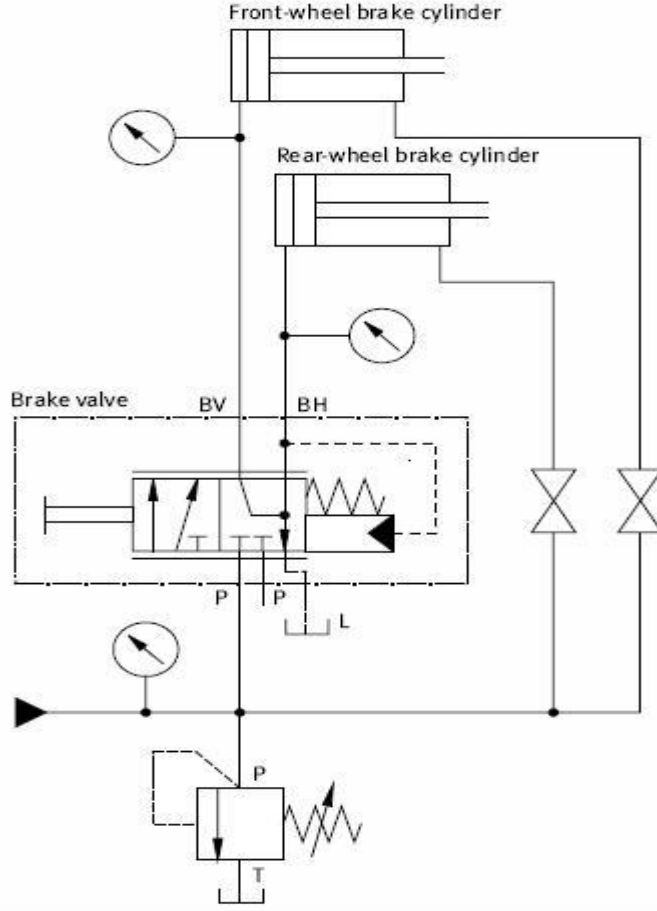 Front-wheel brake cylinder
Rear-wheel brake cylinder
Brake valve
BV
BH
P
P
L
P
T